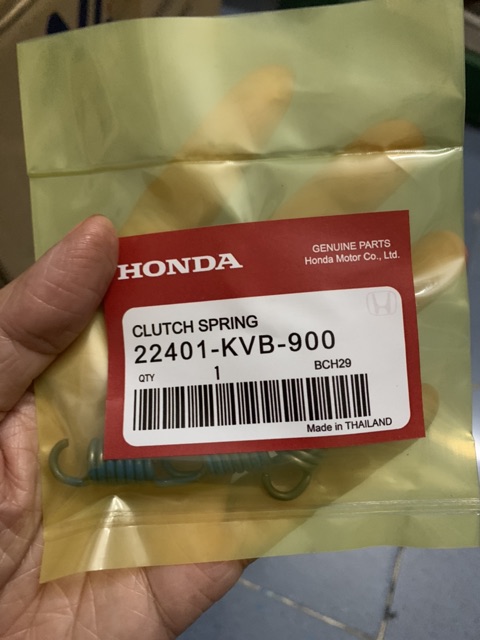 HONDA
GENUINE PARTS
Honda Motor Co., Ltd.
CLUTCH SPRING
22401-KVB-900
QTY 1 BCH29
Made in THAILAND